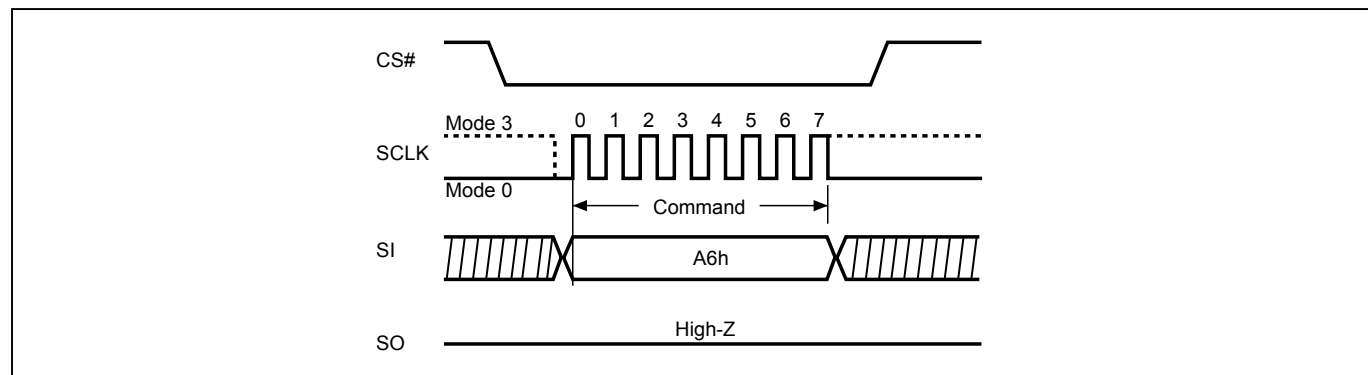 CS#
Mode 3
0 1 2 3 4 5 6 7
SCLK
Mode 0
Command
SI
A6h
High-Z
SO